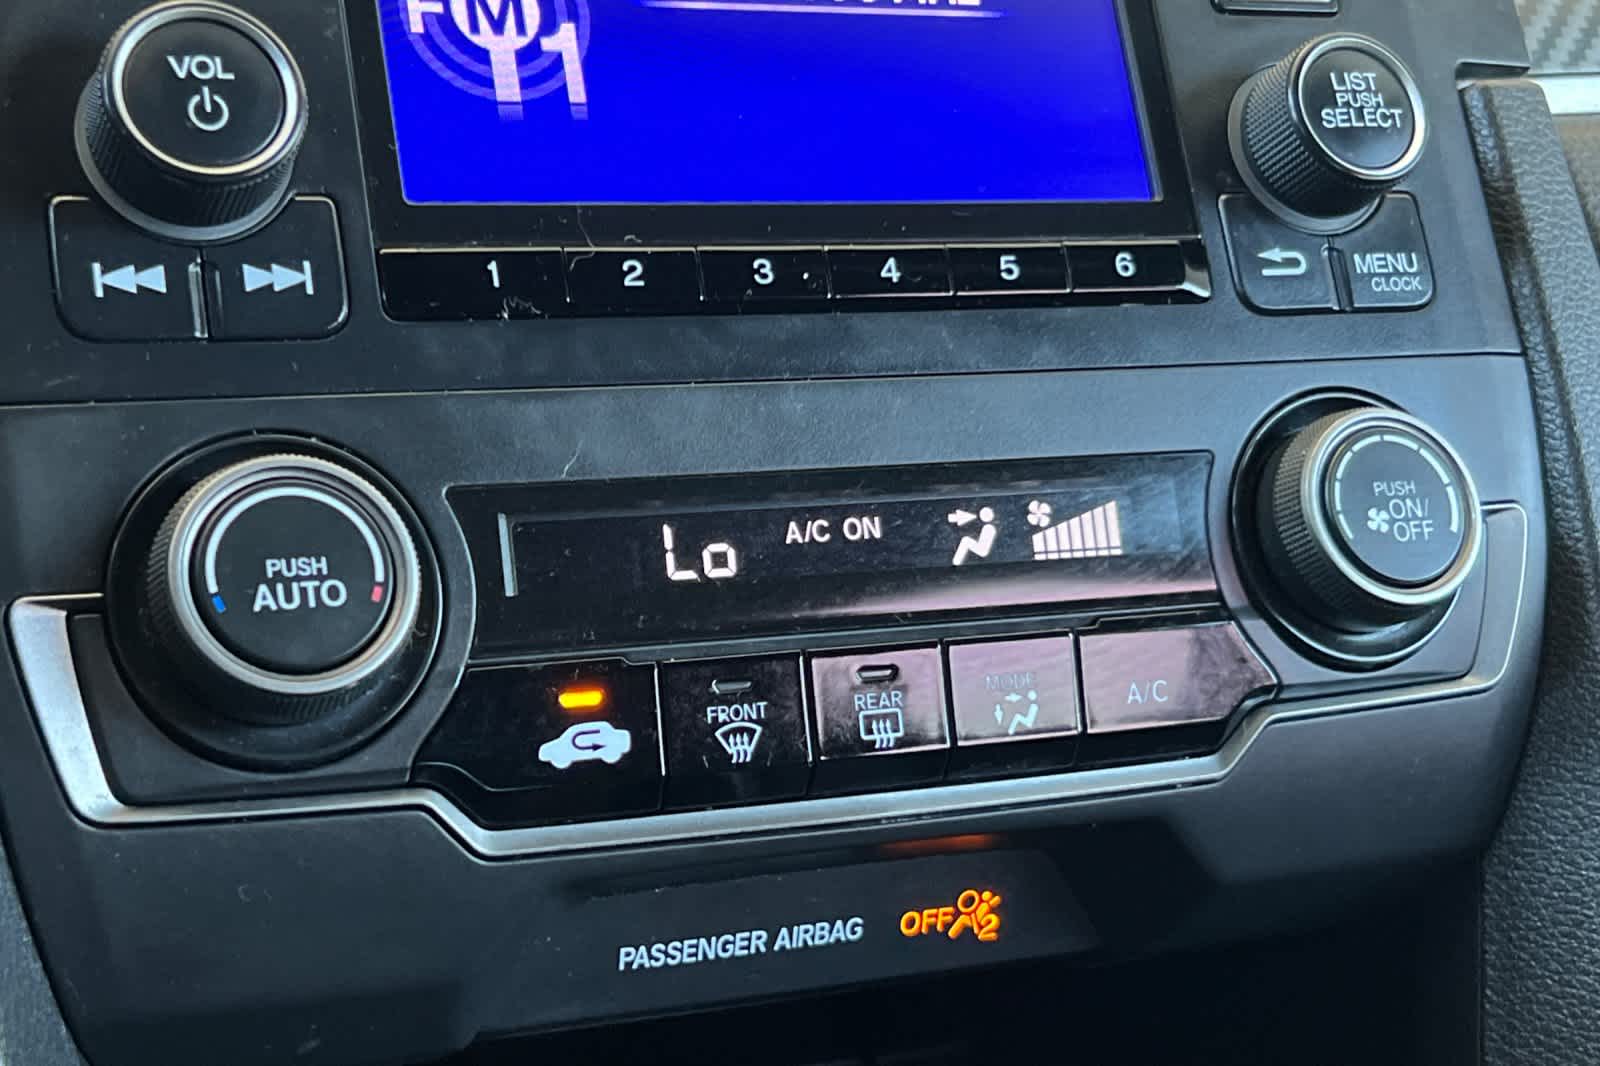 FM
1
VOL
LIST
PUSH
SELECT
1 2 3 4 5 6
MENU
CLOCK
PUSH
AUTO
Lo A/C ON
PUSH
ON/
OFF
FRONT
REAR
MODE
A/C
PASSENGER AIRBAG OFF 2